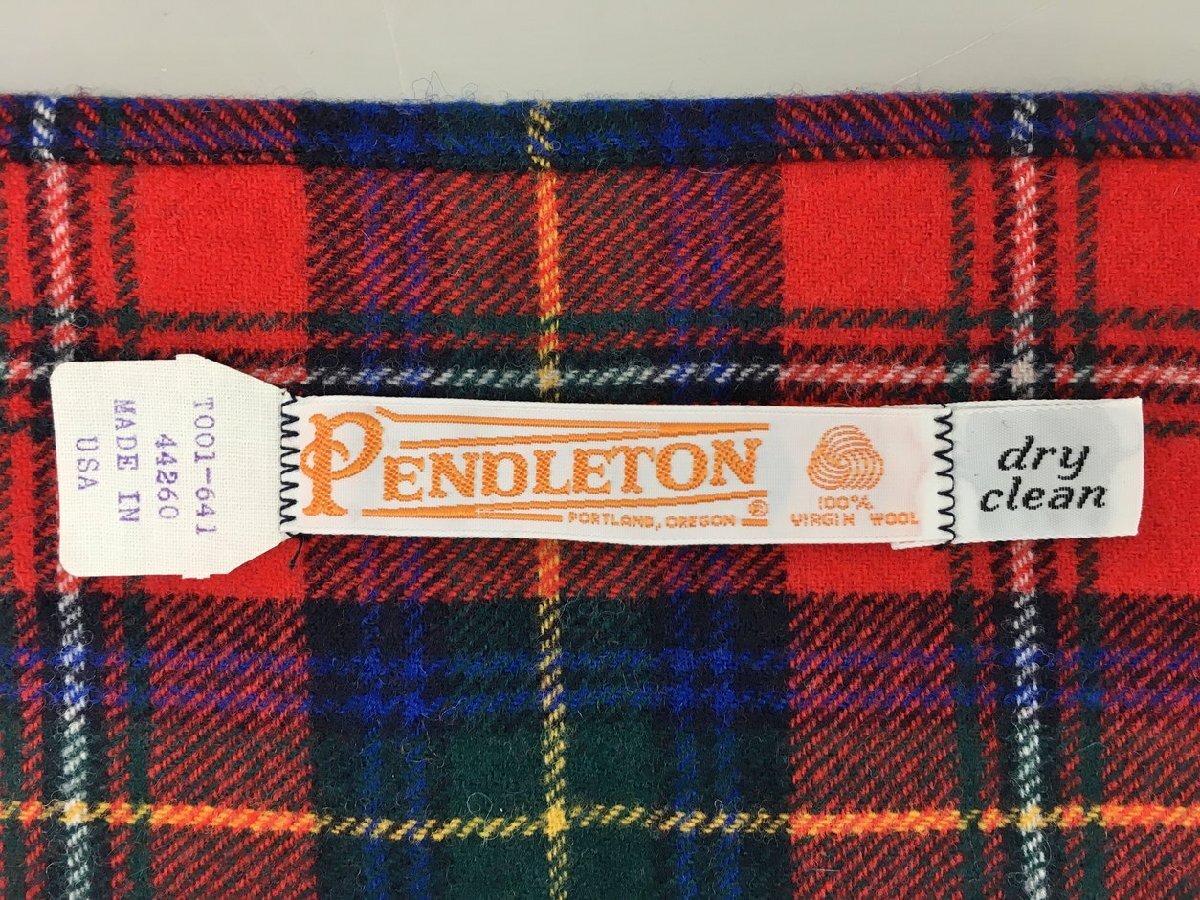 T001-641
44260
MADE IN
USA
PENDLETON
PORTLAND, OREGON ®
100%
VIRGIN WOOL
dry
clean